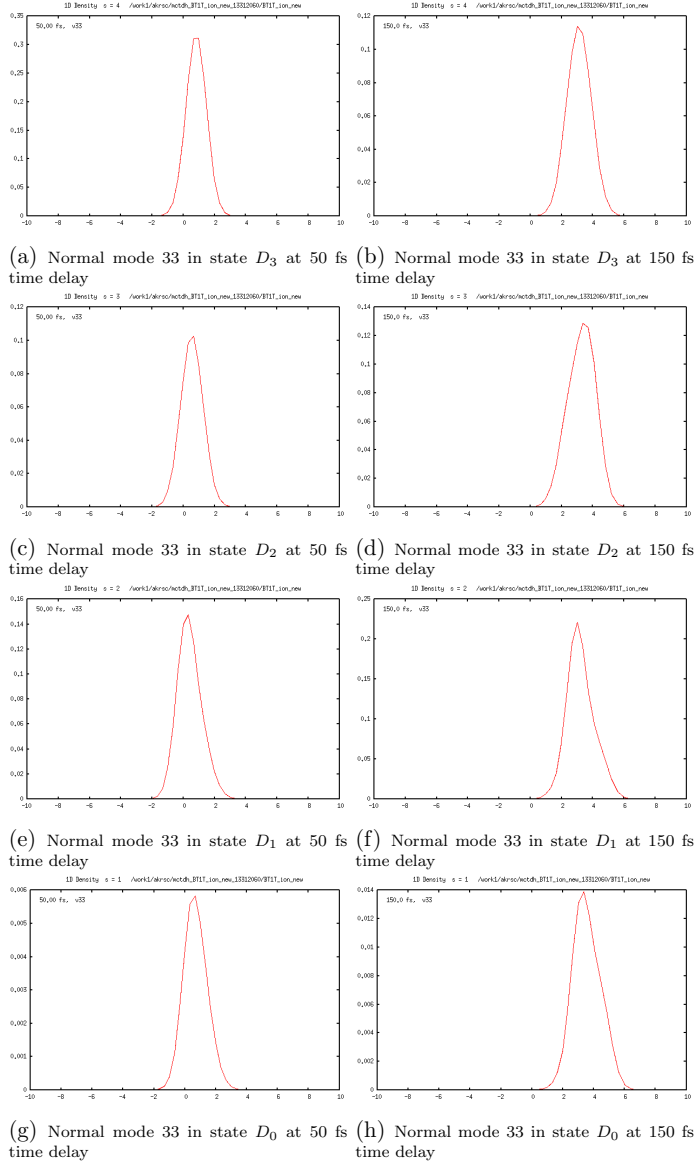 1D Density s = 4 /work1/akrsc/mctdh_BT1T_ion_new_13312060/BT1T_ion_new
50.00 fs, v33
0.35
0.3
0.25
0.2
0.15
0.1
0.05
0
-10 -8 -6 -4 -2 0 2 4 6 8 10
1D Density s = 4 /work1/akrsc/mctdh_BT1T_ion_new_13312060/BT1T_ion_new
150.0 fs, v33
0.12
0.1
0.08
0.06
0.04
0.02
0
-10 -8 -6 -4 -2 0 2 4 6 8 10
(a) Normal mode 33 in state D3 at 50 fs
time delay
(b) Normal mode 33 in state D3 at 150 fs
time delay
1D Density s = 3 /work1/akrsc/mctdh_BT1T_ion_new_13312060/BT1T_ion_new
50.00 fs, v33
0.12
0.1
0.08
0.06
0.04
0.02
0
-10 -8 -6 -4 -2 0 2 4 6 8 10
1D Density s = 3 /work1/akrsc/mctdh_BT1T_ion_new_13312060/BT1T_ion_new
150.0 fs, v33
0.14
0.12
0.1
0.08
0.06
0.04
0.02
0
-10 -8 -6 -4 -2 0 2 4 6 8 10
(c) Normal mode 33 in state D2 at 50 fs
time delay
(d) Normal mode 33 in state D2 at 150 fs
time delay
1D Density s = 2 /work1/akrsc/mctdh_BT1T_ion_new_13312060/BT1T_ion_new
50.00 fs, v33
0.16
0.14
0.12
0.1
0.08
0.06
0.04
0.02
0
-10 -8 -6 -4 -2 0 2 4 6 8 10
1D Density s = 2 /work1/akrsc/mctdh_BT1T_ion_new_13312060/BT1T_ion_new
150.0 fs, v33
0.25
0.2
0.15
0.1
0.05
0
-10 -8 -6 -4 -2 0 2 4 6 8 10
(e) Normal mode 33 in state D1 at 50 fs
time delay
(f) Normal mode 33 in state D1 at 150 fs
time delay
1D Density s = 1 /work1/akrsc/mctdh_BT1T_ion_new_13312060/BT1T_ion_new
50.00 fs, v33
0.006
0.005
0.004
0.003
0.002
0.001
0
-10 -8 -6 -4 -2 0 2 4 6 8 10
1D Density s = 1 /work1/akrsc/mctdh_BT1T_ion_new_13312060/BT1T_ion_new
150.0 fs, v33
0.014
0.012
0.01
0.008
0.006
0.004
0.002
0
-10 -8 -6 -4 -2 0 2 4 6 8 10
(g) Normal mode 33 in state D0 at 50 fs
time delay
(h) Normal mode 33 in state D0 at 150 fs
time delay